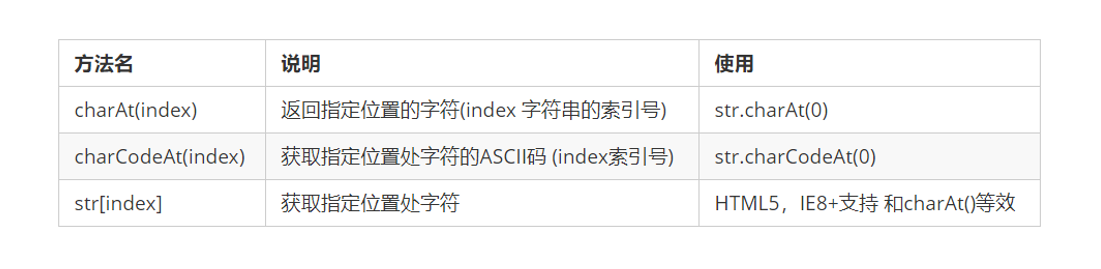 方法名 说明 使用
charAt(index) 返回指定位置的字符(index 字符串的索引号) str.charAt(0)
charCodeAt(index) 获取指定位置处字符的ASCII码 (index索引号) str.charCodeAt(0)
str[index] 获取指定位置处字符 HTML5，IE8+支持 和charAt()等效